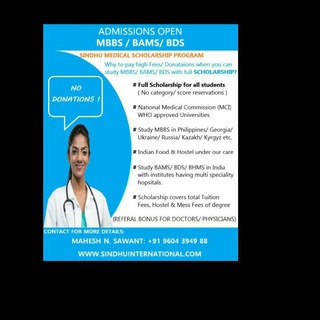 ADMISSIONS OPEN
MBBS / BAMS/ BDS
SINDHU MEDICAL SCHOLARSHIP PROGRAM
Why to pay high Fees/ Donataions when you can
study MBBS/ BAMS/ BDS with full SCHOLARSHIP?
NO
DONATIONS !
# Full Scholarship for all students
( No category/ score reservations )
# National Medical Commission (MCI)
WHO approved Universities
# Study MBBS in Philippines/ Georgia/
Ukraine/ Russia/ Kazakh/ Kyrgyz etc.
# Indian Food & Hostel under our care
# Study BAMS/ BDS/ BHMS in India
with institutes having multi speciality
hopsitals.
# Scholarship covers total Tuition
Fees, Hostel & Mess Fees of degree
(REFERAL BONUS FOR DOCTORS/ PHYSICIANS)
CONTACT FOR MORE DETAILS:
MAHESH N. SAWANT: +91 9604 3949 88
WWW.SINDHUINTERNATIONAL.COM